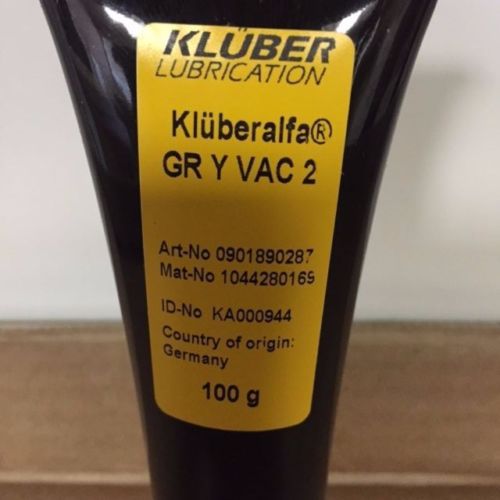 KLÜBER
LUBRICATION
Klüberalfa®
GR Y VAC 2
Art-No 0901890287
Mat-No 1044280169
ID-No KA000944
Country of origin:
Germany
100 g